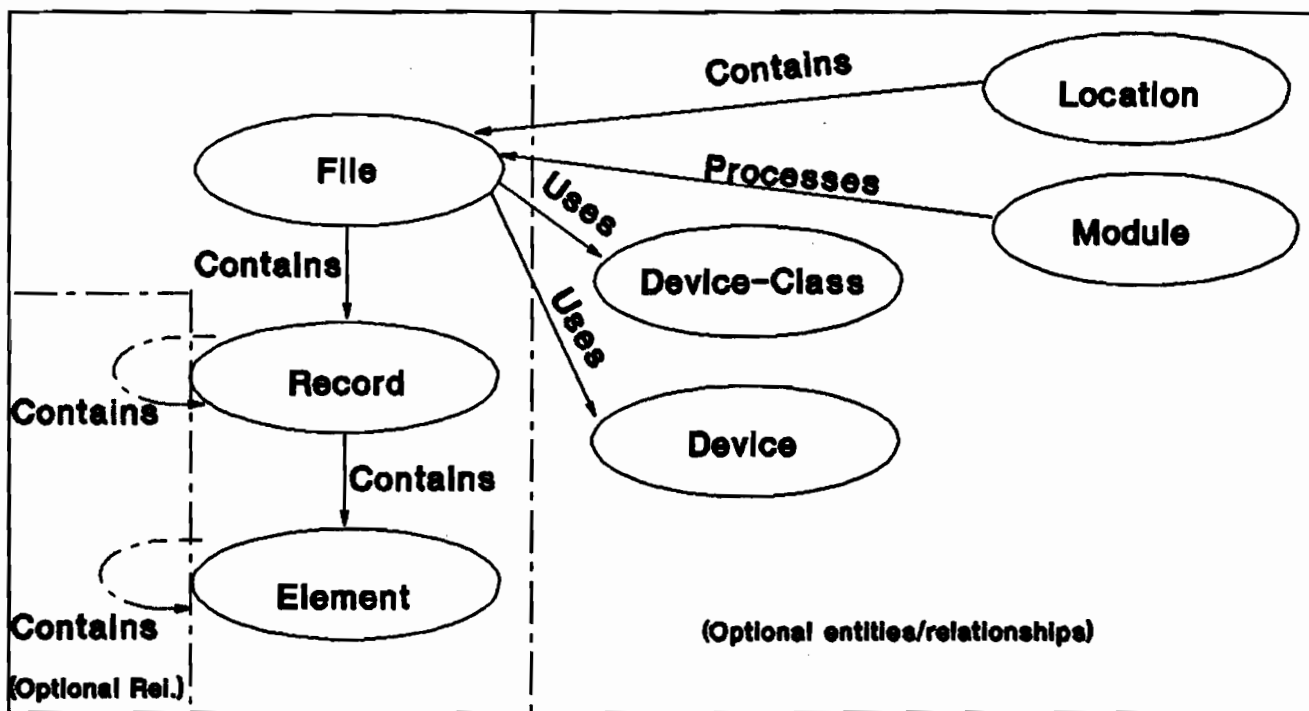 Contains
Location
File
Processes
Uses
Module
Contains
Device-Class
Uses
Record
Contains
Device
Contains
Element
Contains
(Optional entities/relationships)
(Optional Rel.)